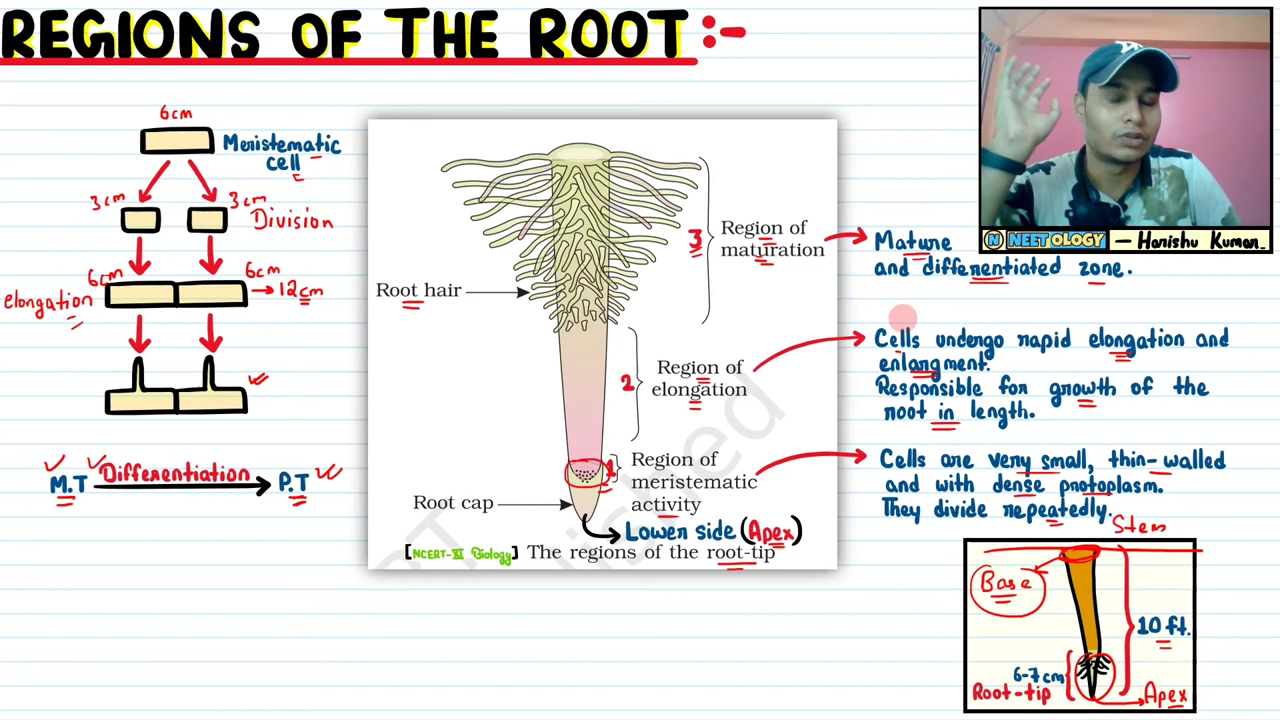 REGIONS OF THE ROOT :-
6cm
Meristematic
cell
3cm
3cm
Division
6cm
6cm
elongation
→12cm
M.T
Differentiation
P.T
Root hair
3
Region of
maturation
2
Region of
elongation
1
Region of
meristematic
activity
Root cap
Lower side (Apex)
[NCERT-XI Biology] The regions of the root-tip
N NEETOLOGY – Hanishu Kumar
Mature
and differentiated zone.
Cells undergo rapid elongation and
enlargment.
Responsible for growth of the
root in length.
Cells are very small, thin-walled
and with dense protoplasm.
They divide repeatedly.
Stem
Base
10 ft.
6-7 cm
Root-tip
Apex